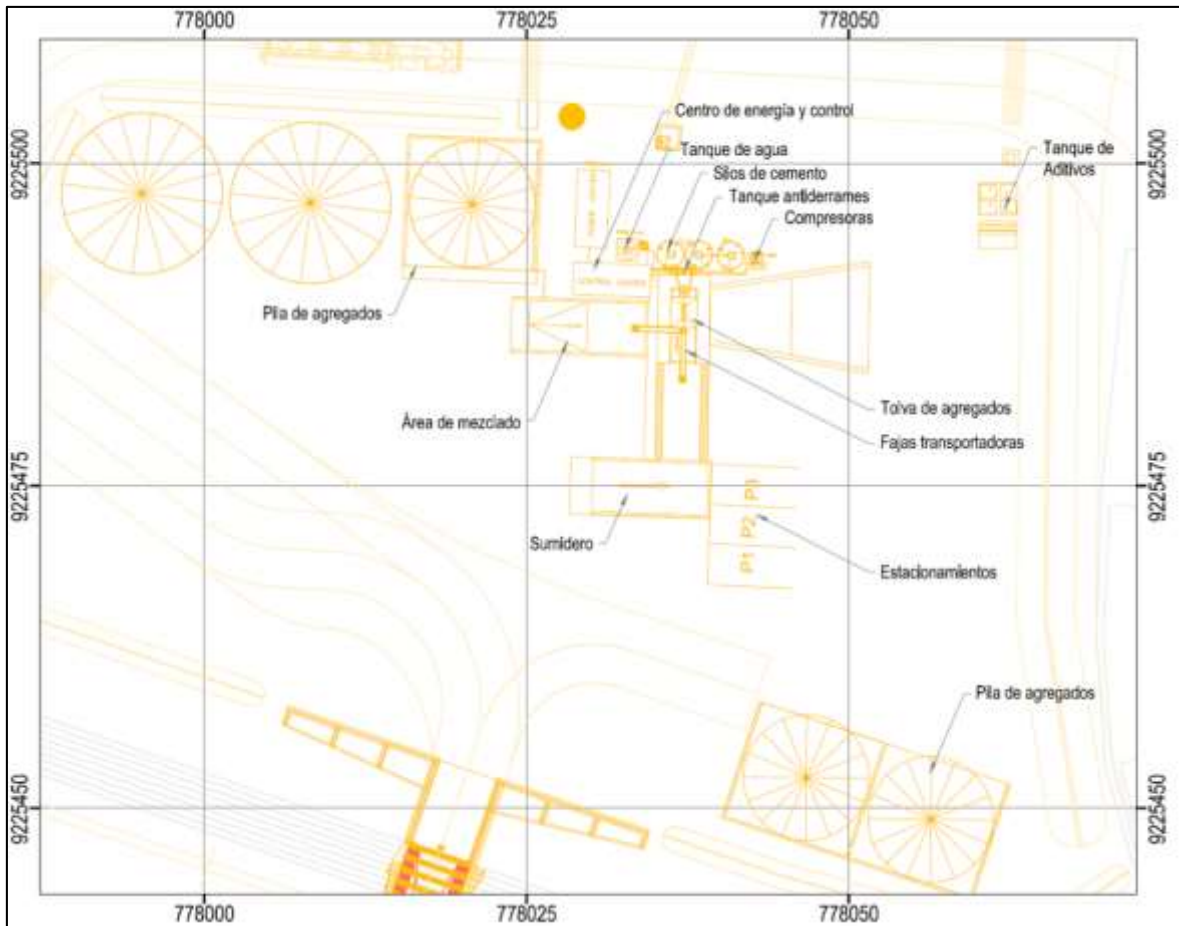 778000
778025
778050
Centro de energía y control
Tanque de agua
Silos de cemento
Tanque antiderrames
Compresoras
Tanque de
Aditivos
9225500
9225500
Pila de agregados
Área de mezclado
Tolva de agregados
Fajas transportadoras
9225475
9225475
P3
P2
P1
Sumidero
Estacionamientos
Pila de agregados
9225450
9225450
778000
778025
778050